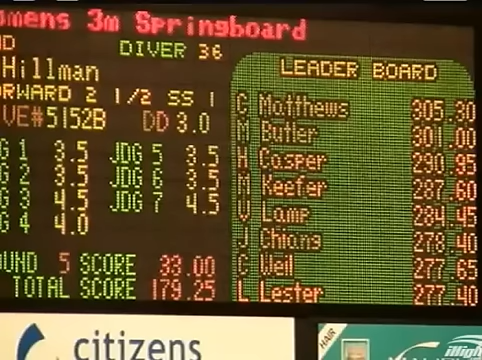 omens 3m Springboard
ND DIVER 36
Hillman
ORWARD 2 1/2 SS 1
VE#5152B DD 3.0
G 1 3.5 JDG 5 3.5
G 2 3.5 JDG 6 3.5
G 3 4.5 JDG 7 4.5
G 4 4.0
UND 5 SCORE 33.00
TOTAL SCORE 179.25
LEADER BOARD
C Matthews 305.30
M Butler 301.00
H Casper 290.95
M Keefer 287.60
V Lamp 284.45
J Chiang 278.40
C Weil 277.65
L Lester 277.40
citizens
HAIR